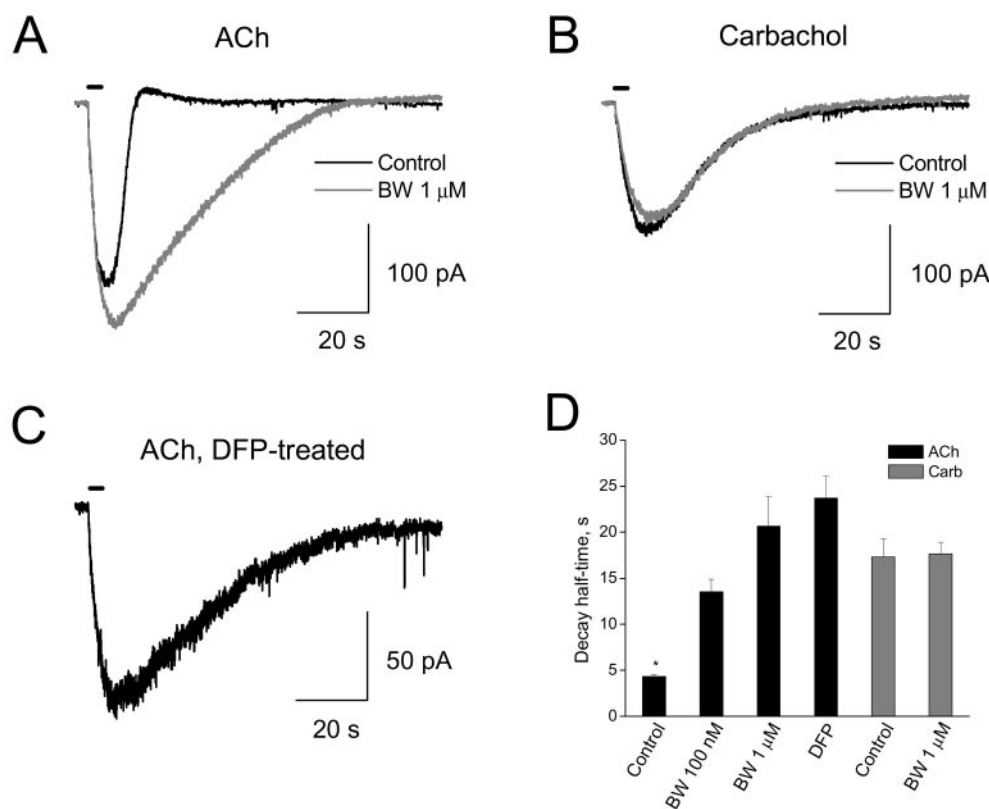 A
ACh
Control
BW 1 μM
100 pA
20 s
B
Carbachol
Control
BW 1 μM
100 pA
20 s
C
ACh, DFP-treated
50 pA
20 s
D
30
25
20
15
10
5
0
Decay half-time, s
ACh
Carb
*
Control
BW 100 nM
BW 1 μM
DFP
Control
BW 1 μM